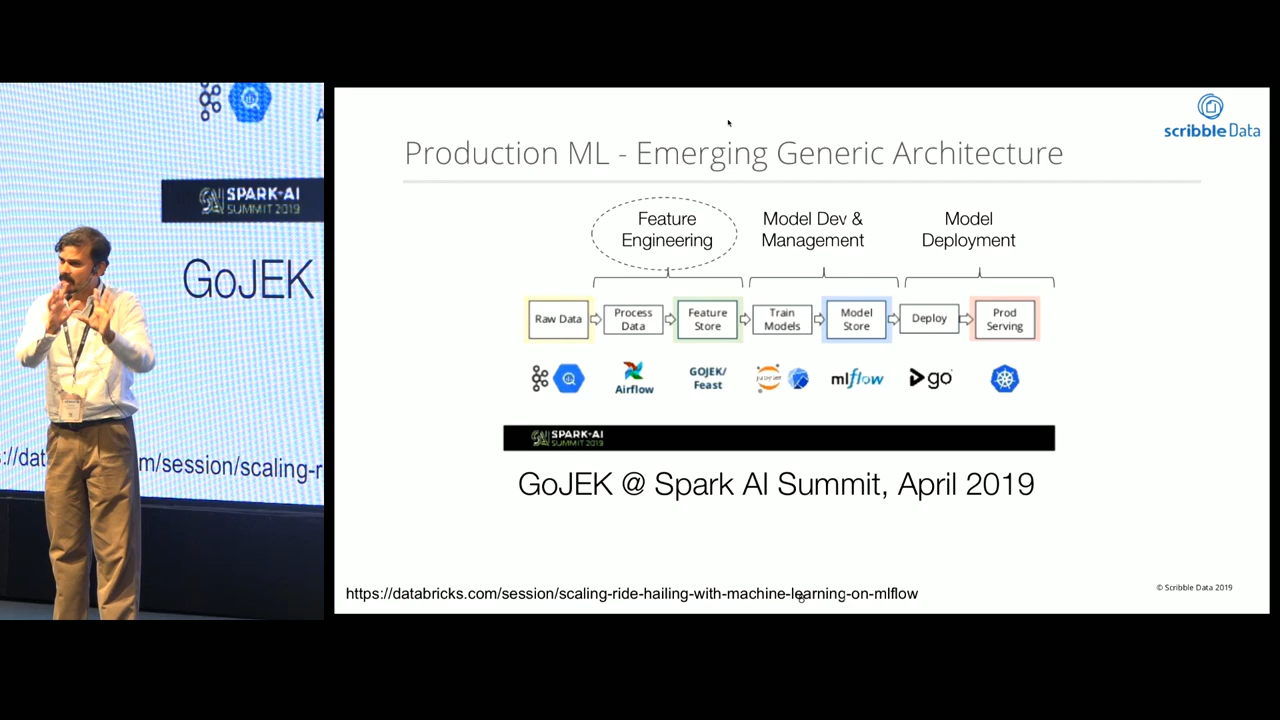 SPARK+AI
SUMMIT 2019
GoJEK
://dat
m/session/scaling-r
scribble Data
Production ML - Emerging Generic Architecture
Feature
Engineering
Model Dev &
Management
Model
Deployment
Raw Data
Process
Data
Feature
Store
Train
Models
Model
Store
Deploy
Prod
Serving
Airflow
GOJEK/
Feast
jupyter
mlflow
go
SPARK+AI
SUMMIT 2019
GoJEK @ Spark AI Summit, April 2019
https://databricks.com/session/scaling-ride-hailing-with-machine-learning-on-mlflow
© Scribble Data 2019